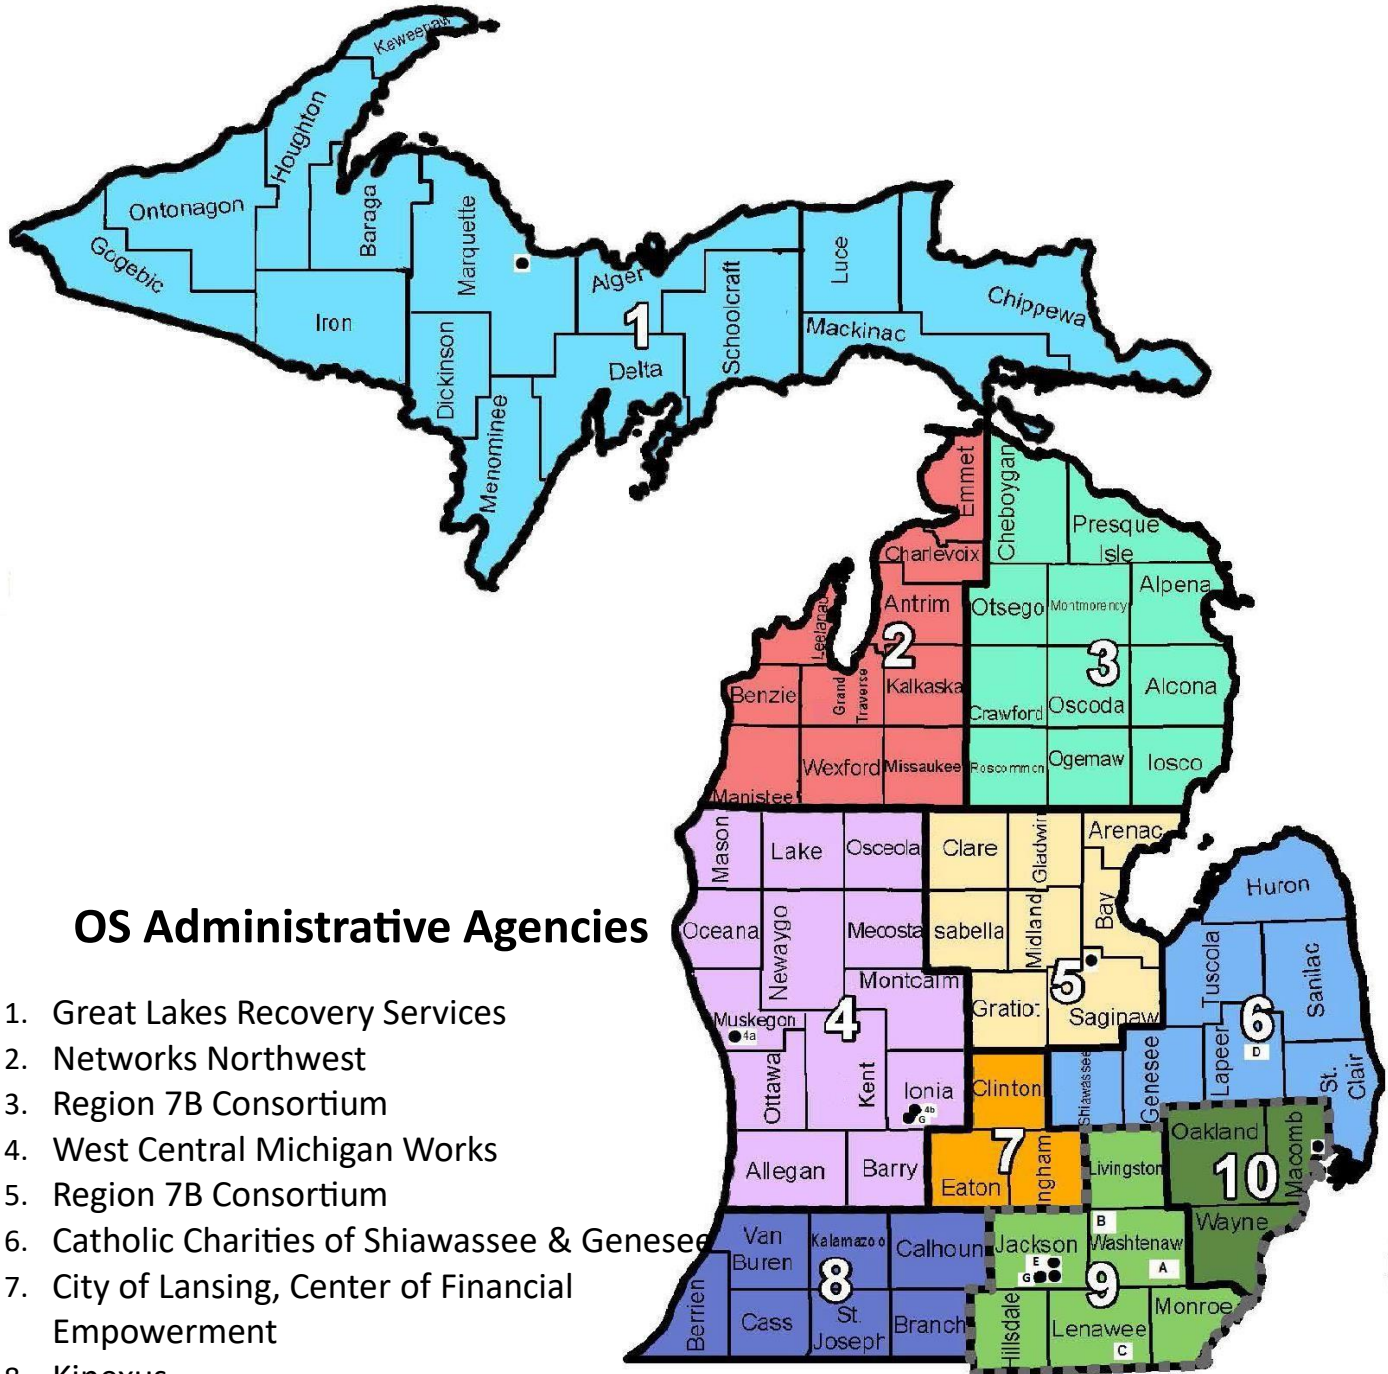 Keweenaw
Houghton
Ontonagon
Gogebic
Baraga
Marquette
Iron
Dickinson
Menominee
Alger
1
Delta
Schoolcraft
Luce
Mackinac
Chippewa
Emmet
Cheboygan
Presque
Isle
Charlevoix
Antrim
Otsego
Montmorency
Alpena
Leelanau
2
3
Benzie
Grand
Traverse
Kalkaska
Crawford
Oscoda
Alcona
Manistee
Wexford
Missaukee
Roscommon
Ogemaw
Iosco
Mason
Lake
Osceola
Clare
Gladwin
Arenac
Huron
Oceana
Newaygo
Mecosta
sabella
Midland
Bay
Tuscola
Sanilac
Montcalm
Gratiot
5
Saginaw
Muskegon
4a
4
6
D
Lapeer
Ottawa
Kent
Ionia
4b
G
Clinton
Shiawassee
Genesee
St.
Clair
Allegan
Barry
Eaton
7
ngham
Livingston
Oakland
10
Macomb
Van
Buren
Kalamazoo
Calhoun
Jackson
E
G
B
Washtenaw
A
Wayne
8
9
Berrien
Cass
St.
Joseph
Branch
Hillsdale
Lenawee
C
Monroe
OS Administrative Agencies
1. Great Lakes Recovery Services
2. Networks Northwest
3. Region 7B Consortium
4. West Central Michigan Works
5. Region 7B Consortium
6. Catholic Charities of Shiawassee & Genesee
7. City of Lansing, Center of Financial
Empowerment
8. Kinexus